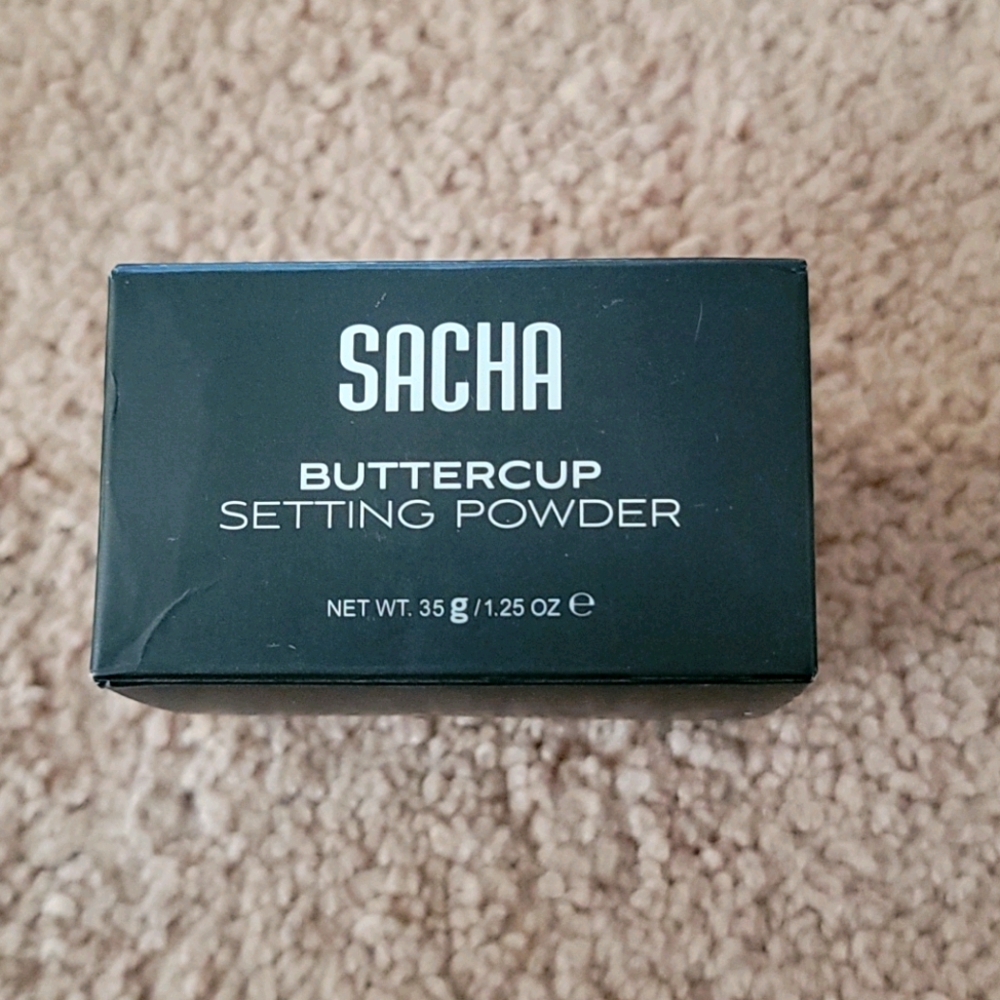 SACHA
BUTTERCUP
SETTING POWDER
NET WT. 35 g / 1.25 OZ ℮